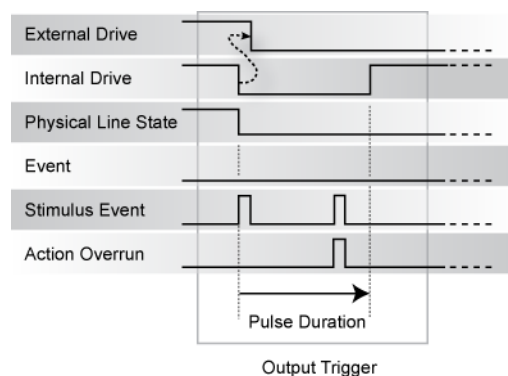 External Drive
Internal Drive
Physical Line State
Event
Stimulus Event
Action Overrun
Pulse Duration
Output Trigger